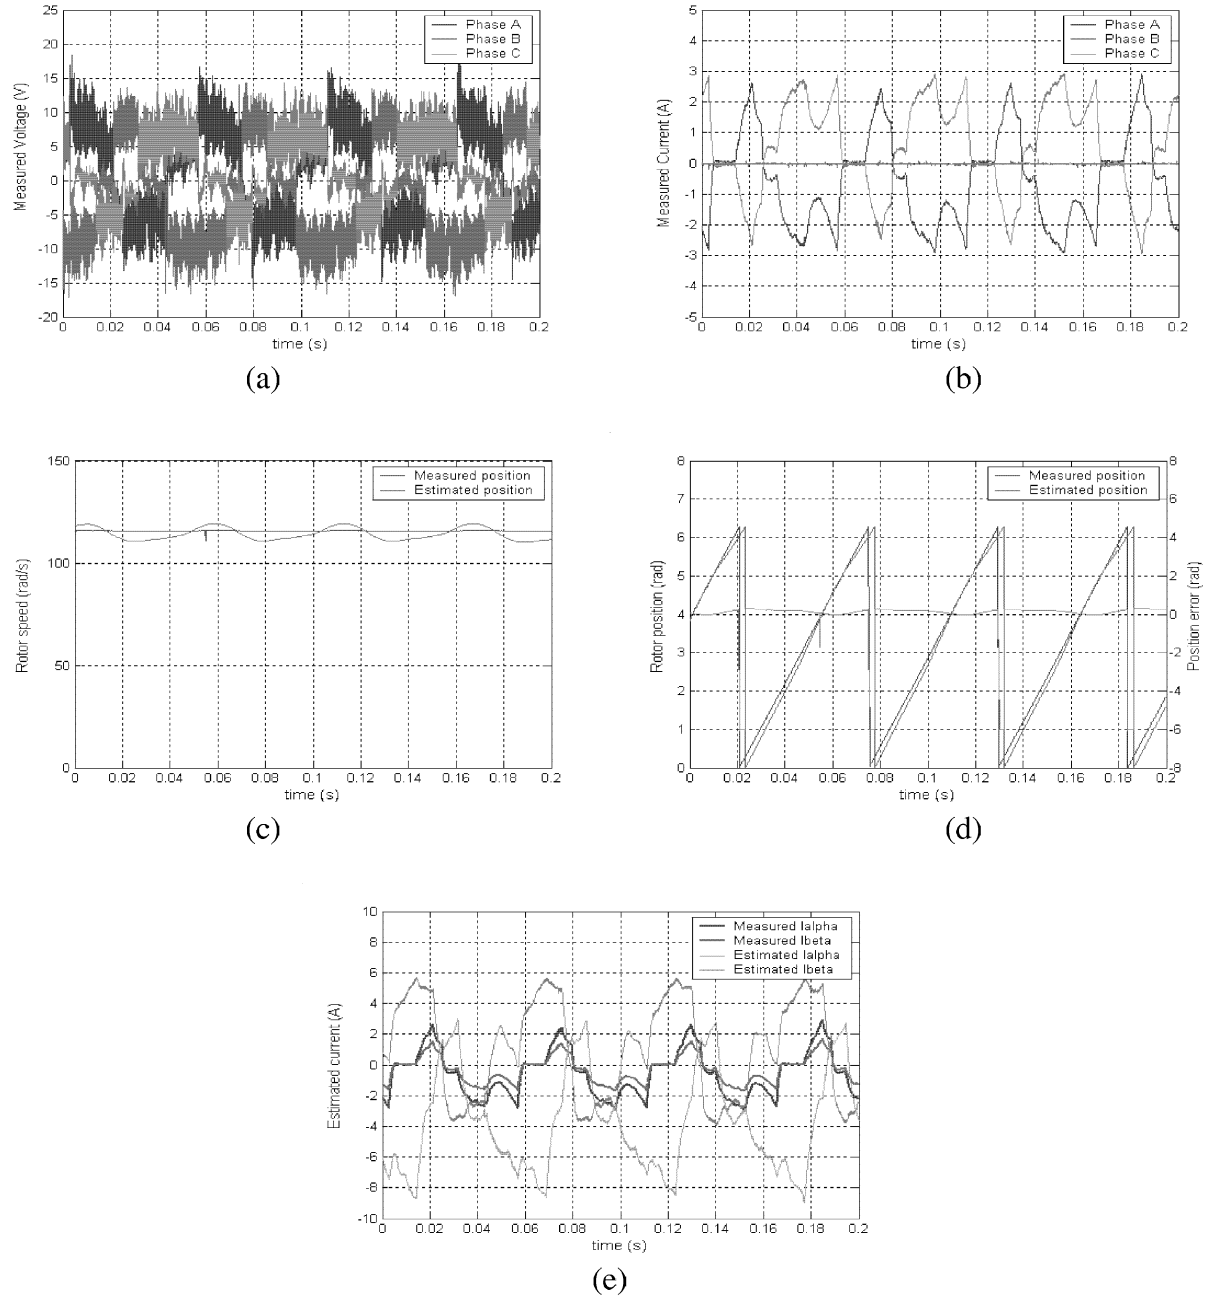 25
20
15
10
5
0
-5
-10
-15
-20
Measured Voltage (V)
Phase A
Phase B
Phase C
0 0.02 0.04 0.06 0.08 0.1 0.12 0.14 0.16 0.18 0.2
time (s)
(a)
5
4
3
2
1
0
-1
-2
-3
-4
-5
Measured Current (A)
Phase A
Phase B
Phase C
0 0.02 0.04 0.06 0.08 0.1 0.12 0.14 0.16 0.18 0.2
time (s)
(b)
150
100
50
0
Rotor speed (rad/s)
Measured position
Estimated position
0 0.02 0.04 0.06 0.08 0.1 0.12 0.14 0.16 0.18 0.2
time (s)
(c)
8
7
6
5
4
3
2
1
0
Rotor position (rad)
Measured position
Estimated position
8
6
4
2
0
-2
-4
-6
-8
Position error (rad)
0 0.02 0.04 0.06 0.08 0.1 0.12 0.14 0.16 0.18 0.2
time (s)
(d)
10
8
6
4
2
0
-2
-4
-6
-8
-10
Estimated current (A)
Measured Ialpha
Measured Ibeta
Estimated Ialpha
Estimated Ibeta
0 0.02 0.04 0.06 0.08 0.1 0.12 0.14 0.16 0.18 0.2
time (s)
(e)